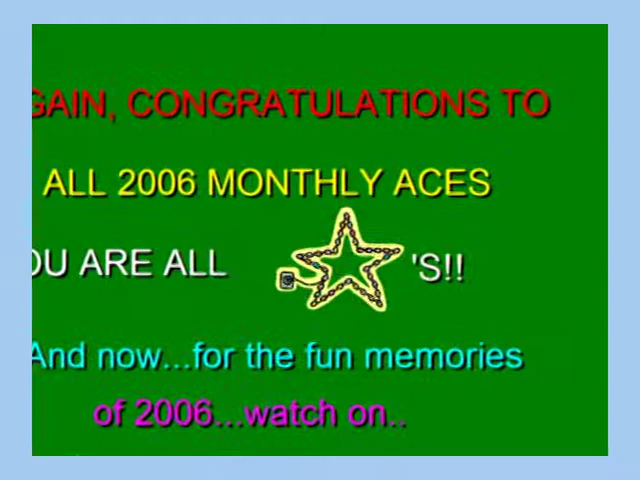 GAIN, CONGRATULATIONS TO
ALL 2006 MONTHLY ACES
OU ARE ALL 'S!!
And now...for the fun memories
of 2006...watch on..